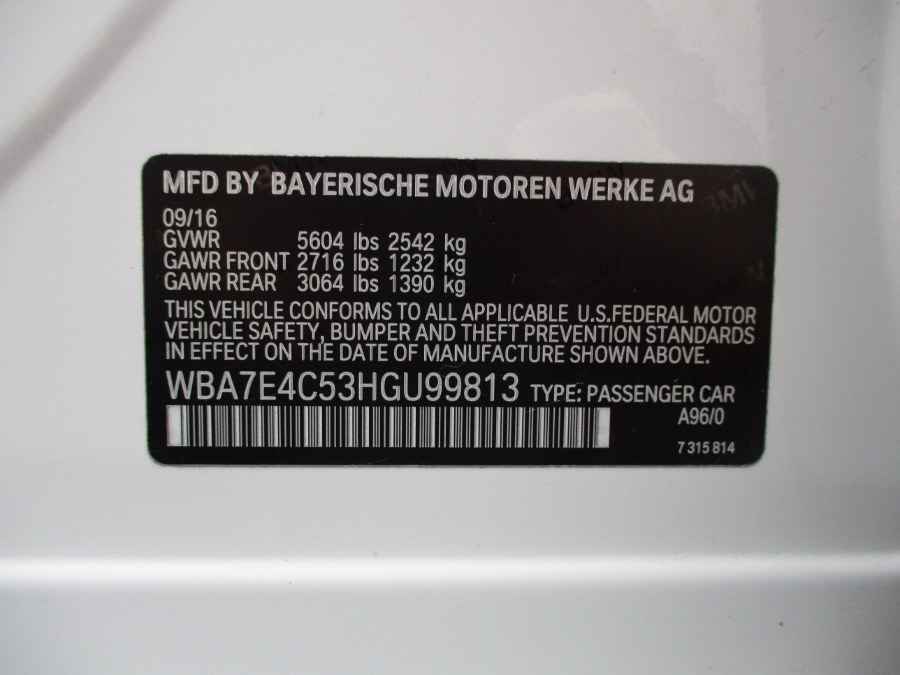 MFD BY BAYERISCHE MOTOREN WERKE AG
09/16
GVWR 5604 lbs 2542 kg
GAWR FRONT 2716 lbs 1232 kg
GAWR REAR 3064 lbs 1390 kg
THIS VEHICLE CONFORMS TO ALL APPLICABLE U.S.FEDERAL MOTOR
VEHICLE SAFETY, BUMPER AND THEFT PREVENTION STANDARDS
IN EFFECT ON THE DATE OF MANUFACTURE SHOWN ABOVE.
WBA7E4C53HGU99813 TYPE: PASSENGER CAR
A96/0
7 315 814